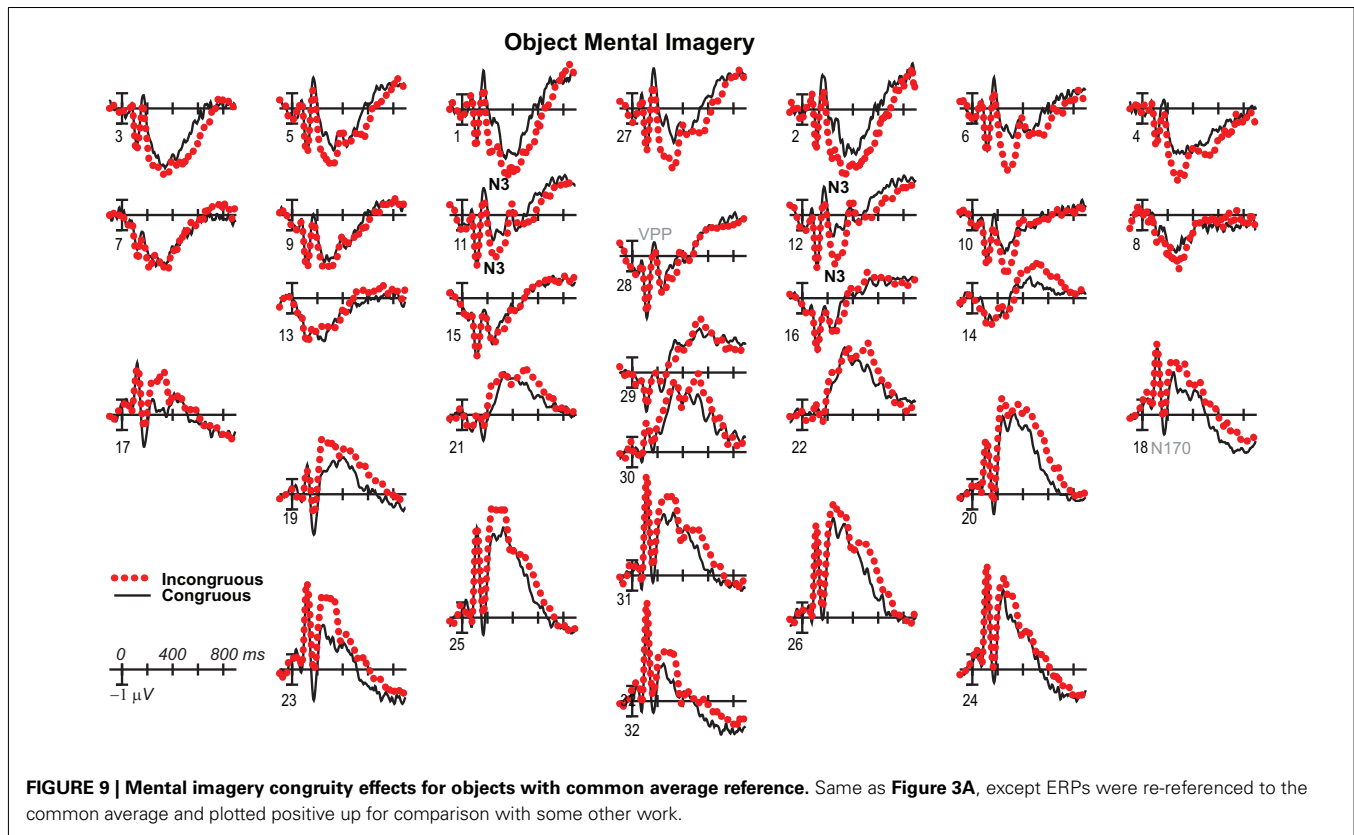 Object Mental Imagery
3
5
1
27
2
6
4
N3
N3
7
9
11
VPP
12
10
8
N3
28
N3
13
15
16
14
29
17
21
22
18 N170
30
19
20
31
Incongruous
Congruous
25
26
0 400 800 ms
−1 μV
23
32
32
24
FIGURE 9 | Mental imagery congruity effects for objects with common average reference. Same as Figure 3A, except ERPs were re-referenced to the
common average and plotted positive up for comparison with some other work.